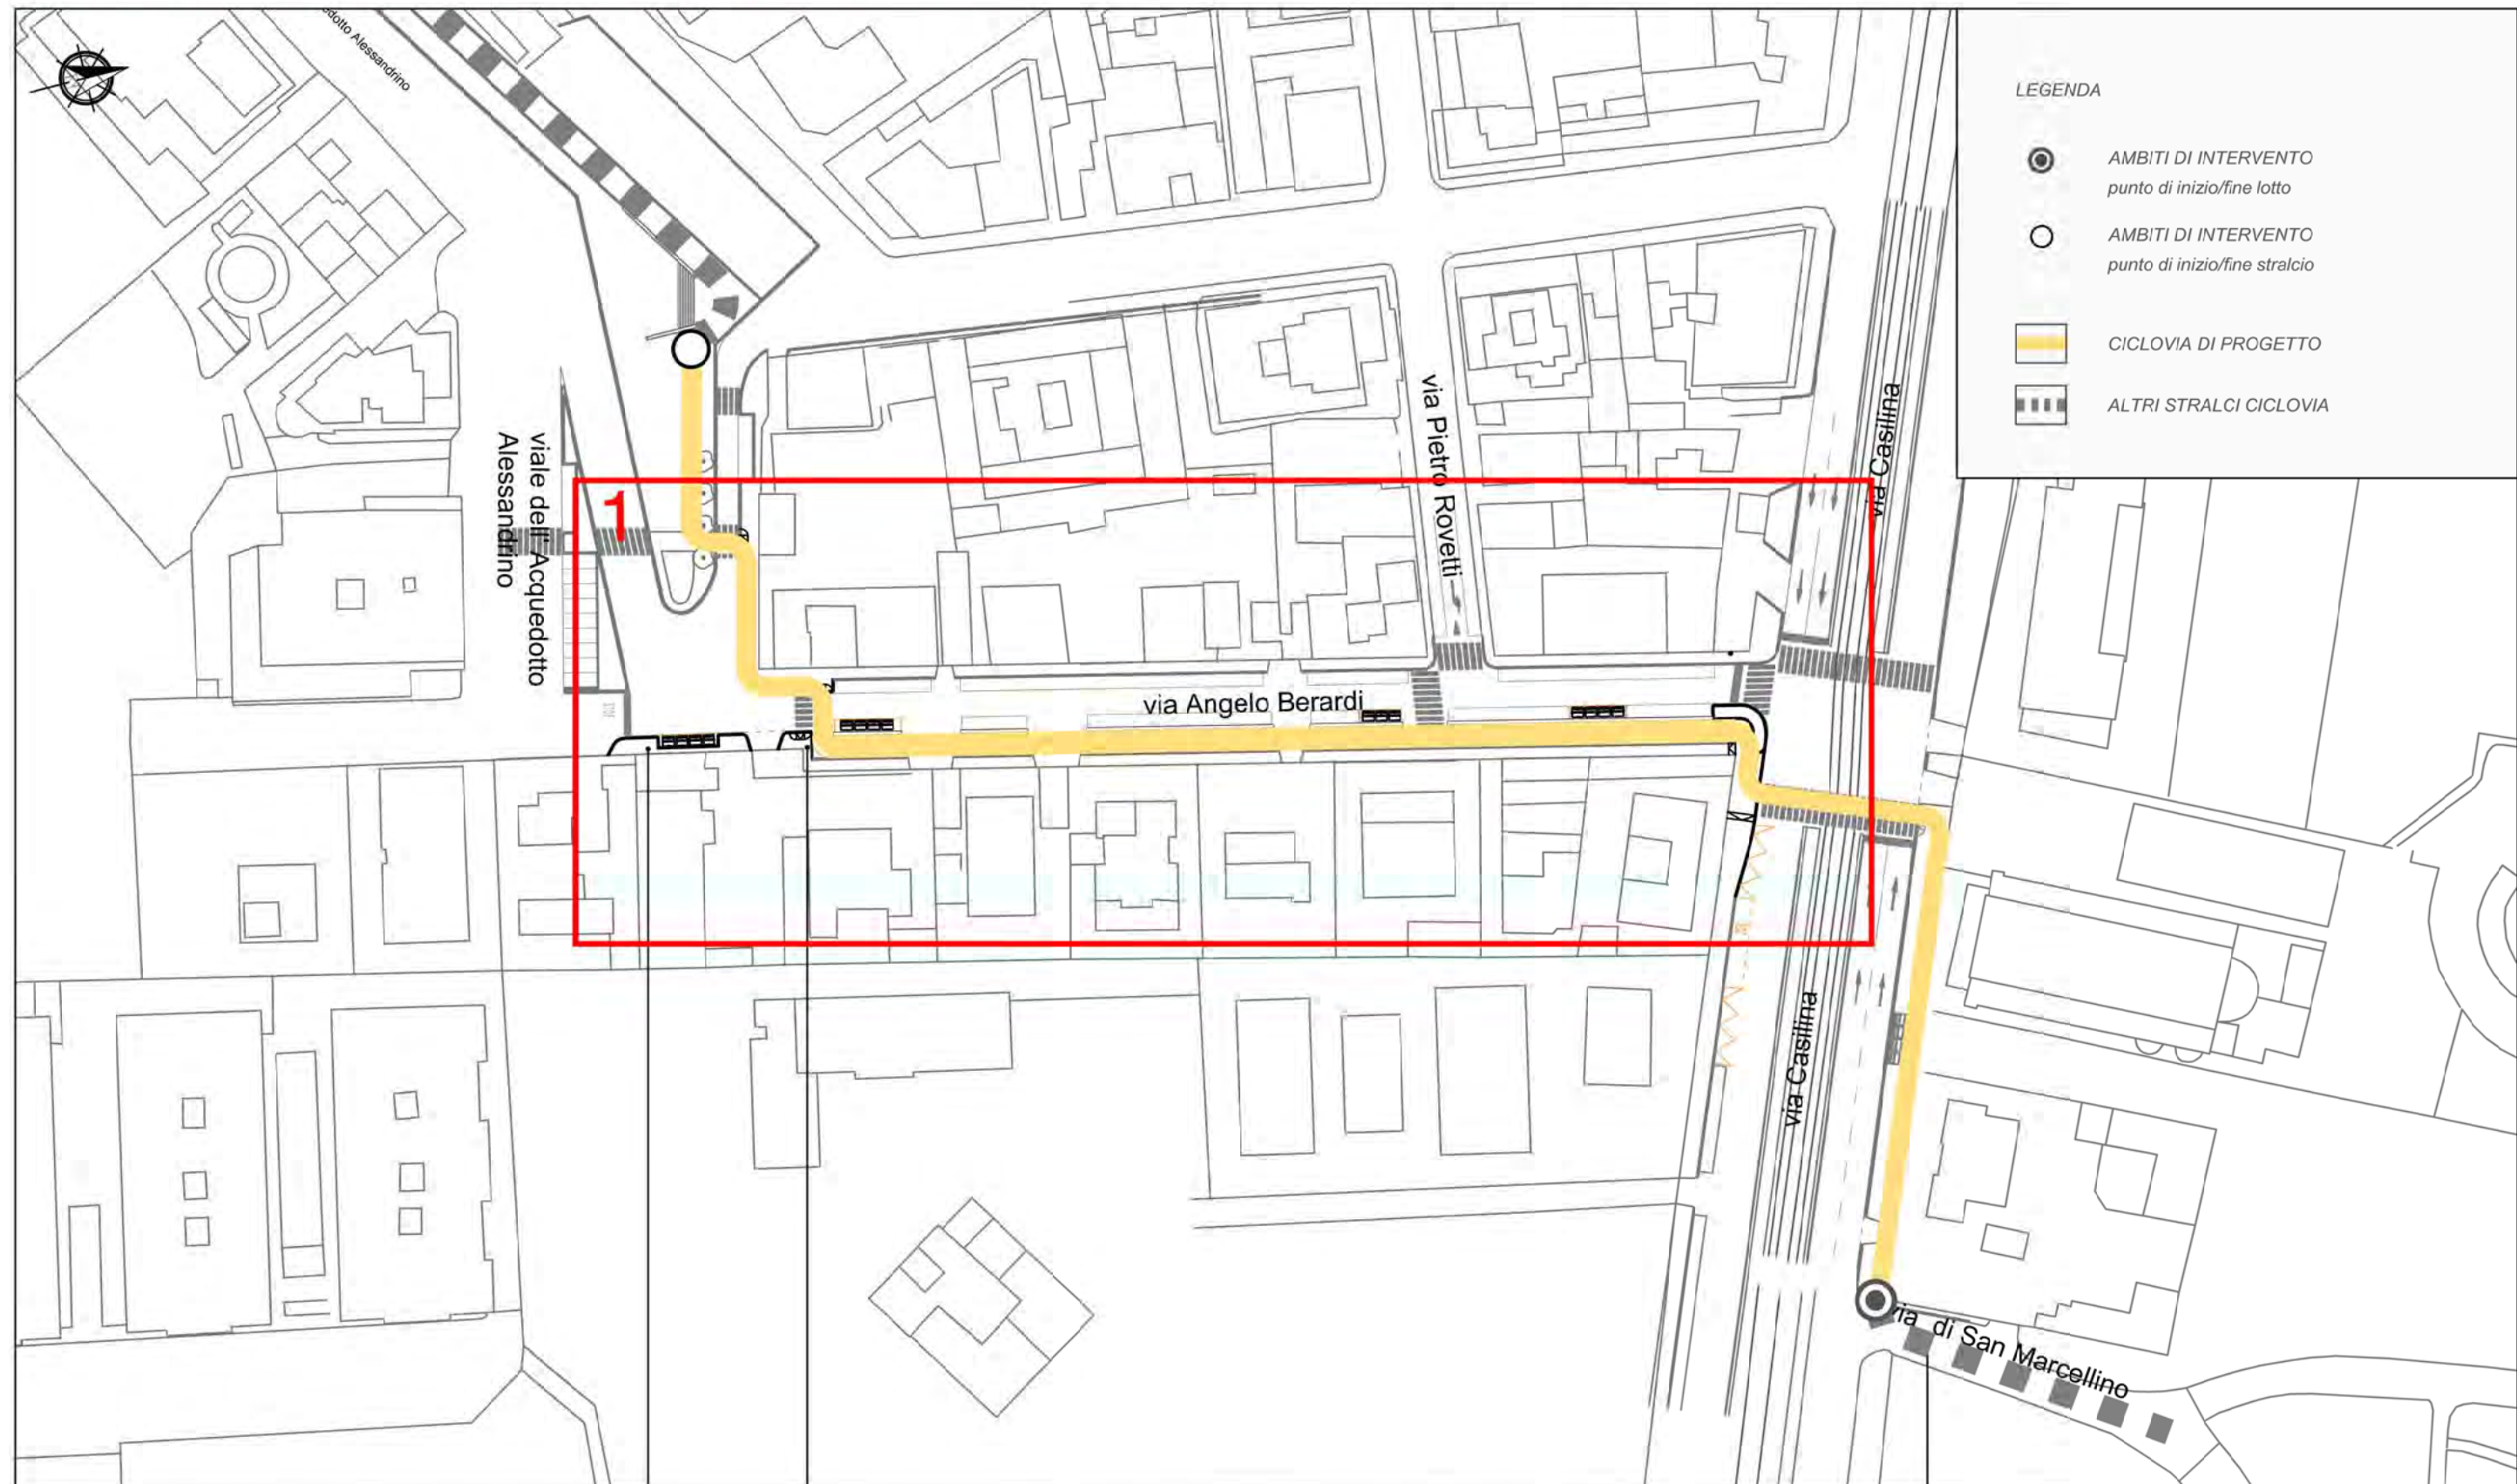 dotto Alessandrino
LEGENDA
AMBITI DI INTERVENTO
punto di inizio/fine lotto
AMBITI DI INTERVENTO
punto di inizio/fine stralcio
CICLOVIA DI PROGETTO
ALTRI STRALCI CICLOVIA
viale dell' Acquedotto
Alessandrino
1
via Pietro Rovetti
via Casilina
via Angelo Berardi
via Casilina
via di San Marcellino